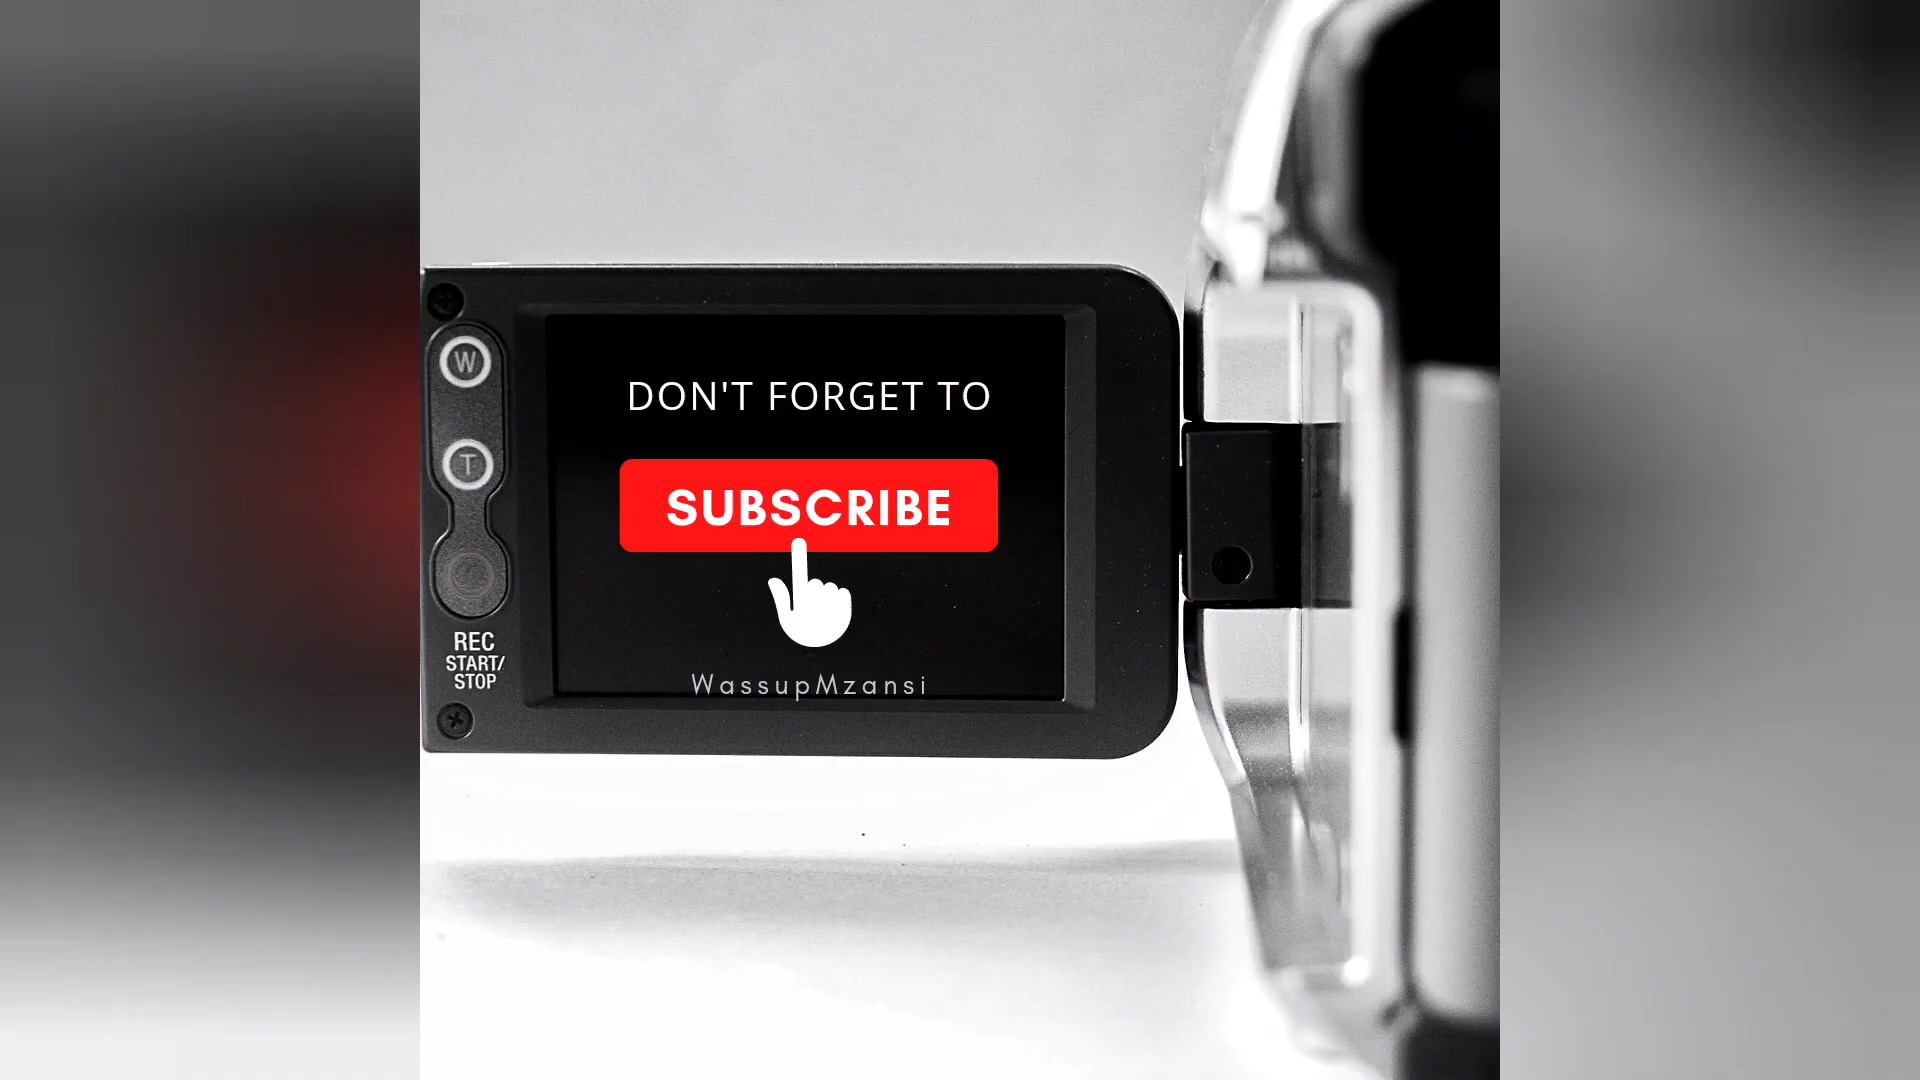 W
T
REC
START/
STOP
DON'T FORGET TO
SUBSCRIBE
WassupMzansi